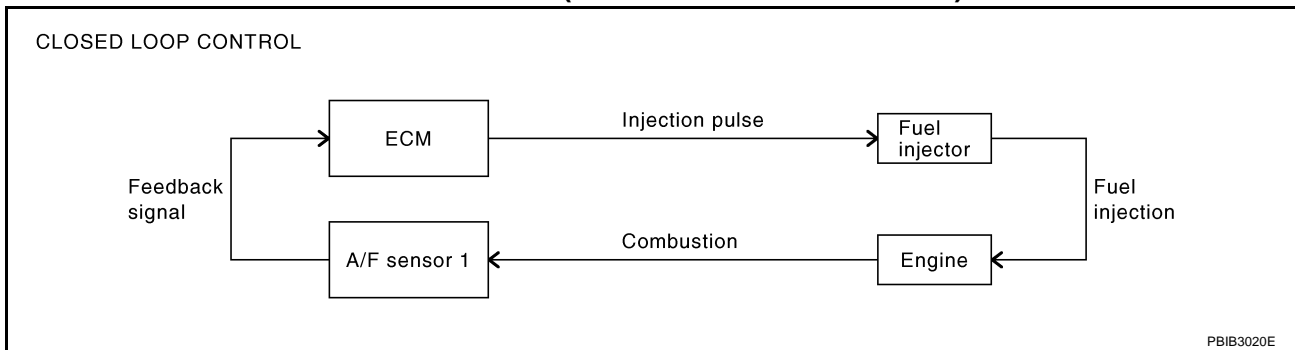 CLOSED LOOP CONTROL
ECM
Injection pulse
Fuel
injector
Feedback
signal
Fuel
injection
A/F sensor 1
Combustion
Engine
PBIB3020E